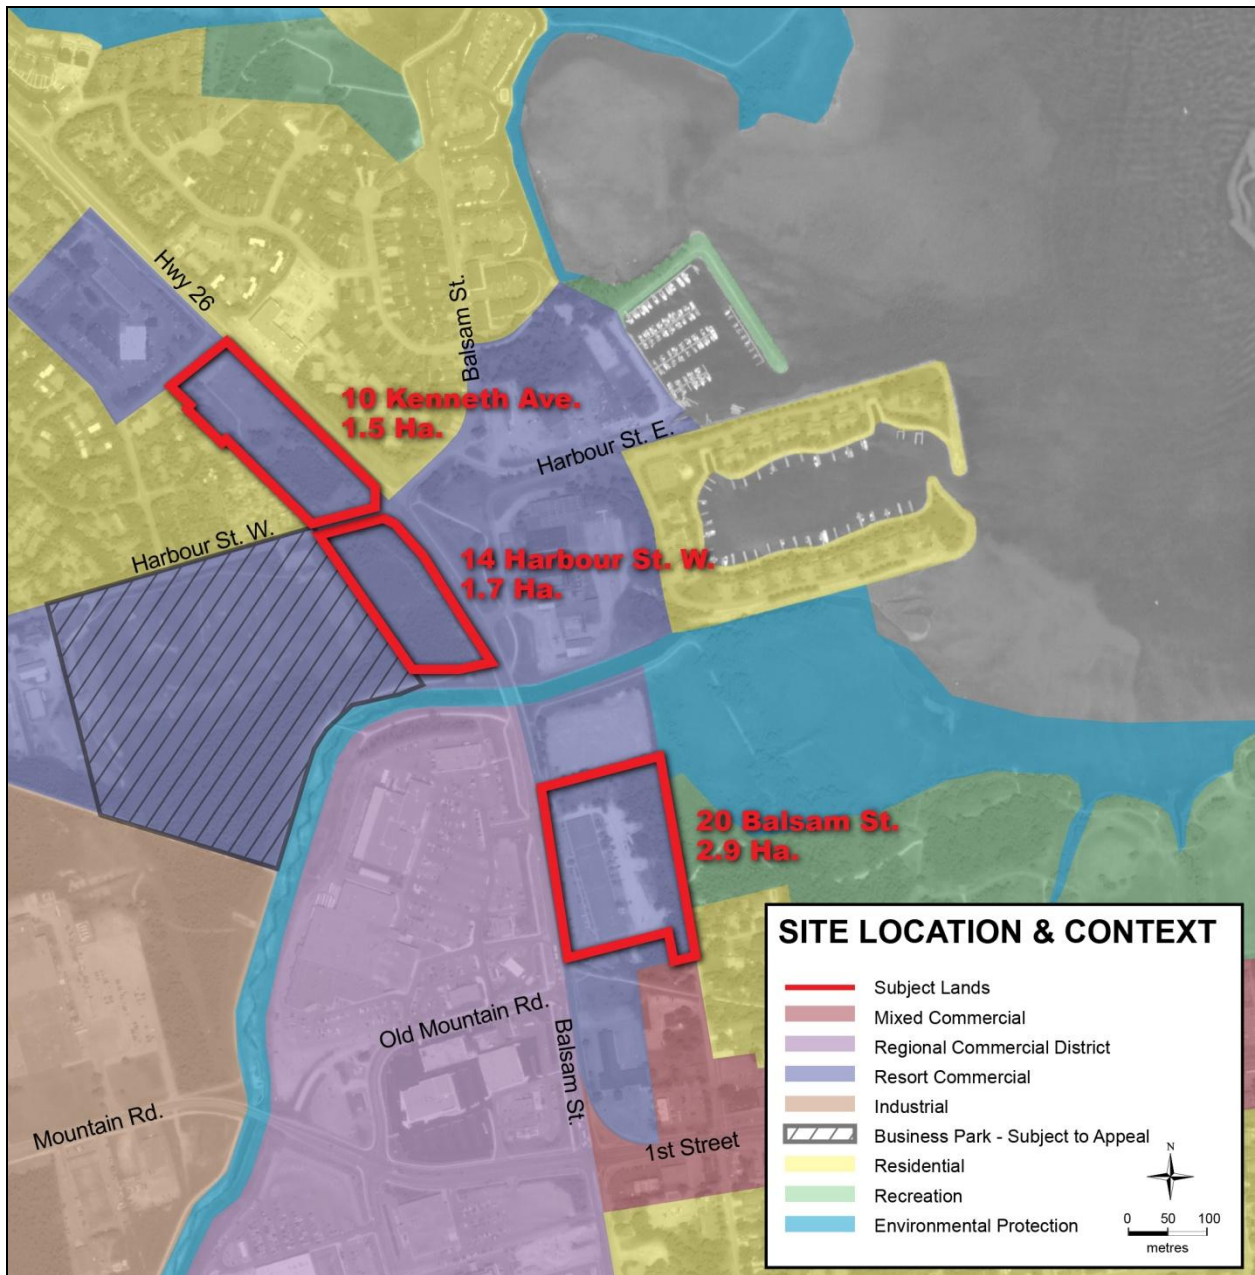 Hwy 26
Balsam St.
10 Kenneth Ave.
1.5 Ha.
Harbour St. E.
Harbour St. W.
14 Harbour St. W.
1.7 Ha.
20 Balsam St.
2.9 Ha.
Old Mountain Rd.
Balsam St.
Mountain Rd.
1st Street
SITE LOCATION & CONTEXT
Subject Lands
Mixed Commercial
Regional Commercial District
Resort Commercial
Industrial
Business Park - Subject to Appeal
Residential
Recreation
Environmental Protection
N
0 50 100
metres